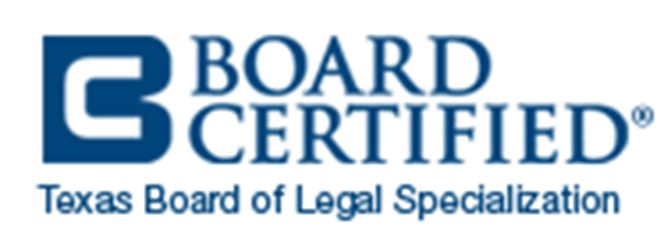 BOARD
CERTIFIED®
Texas Board of Legal Specialization